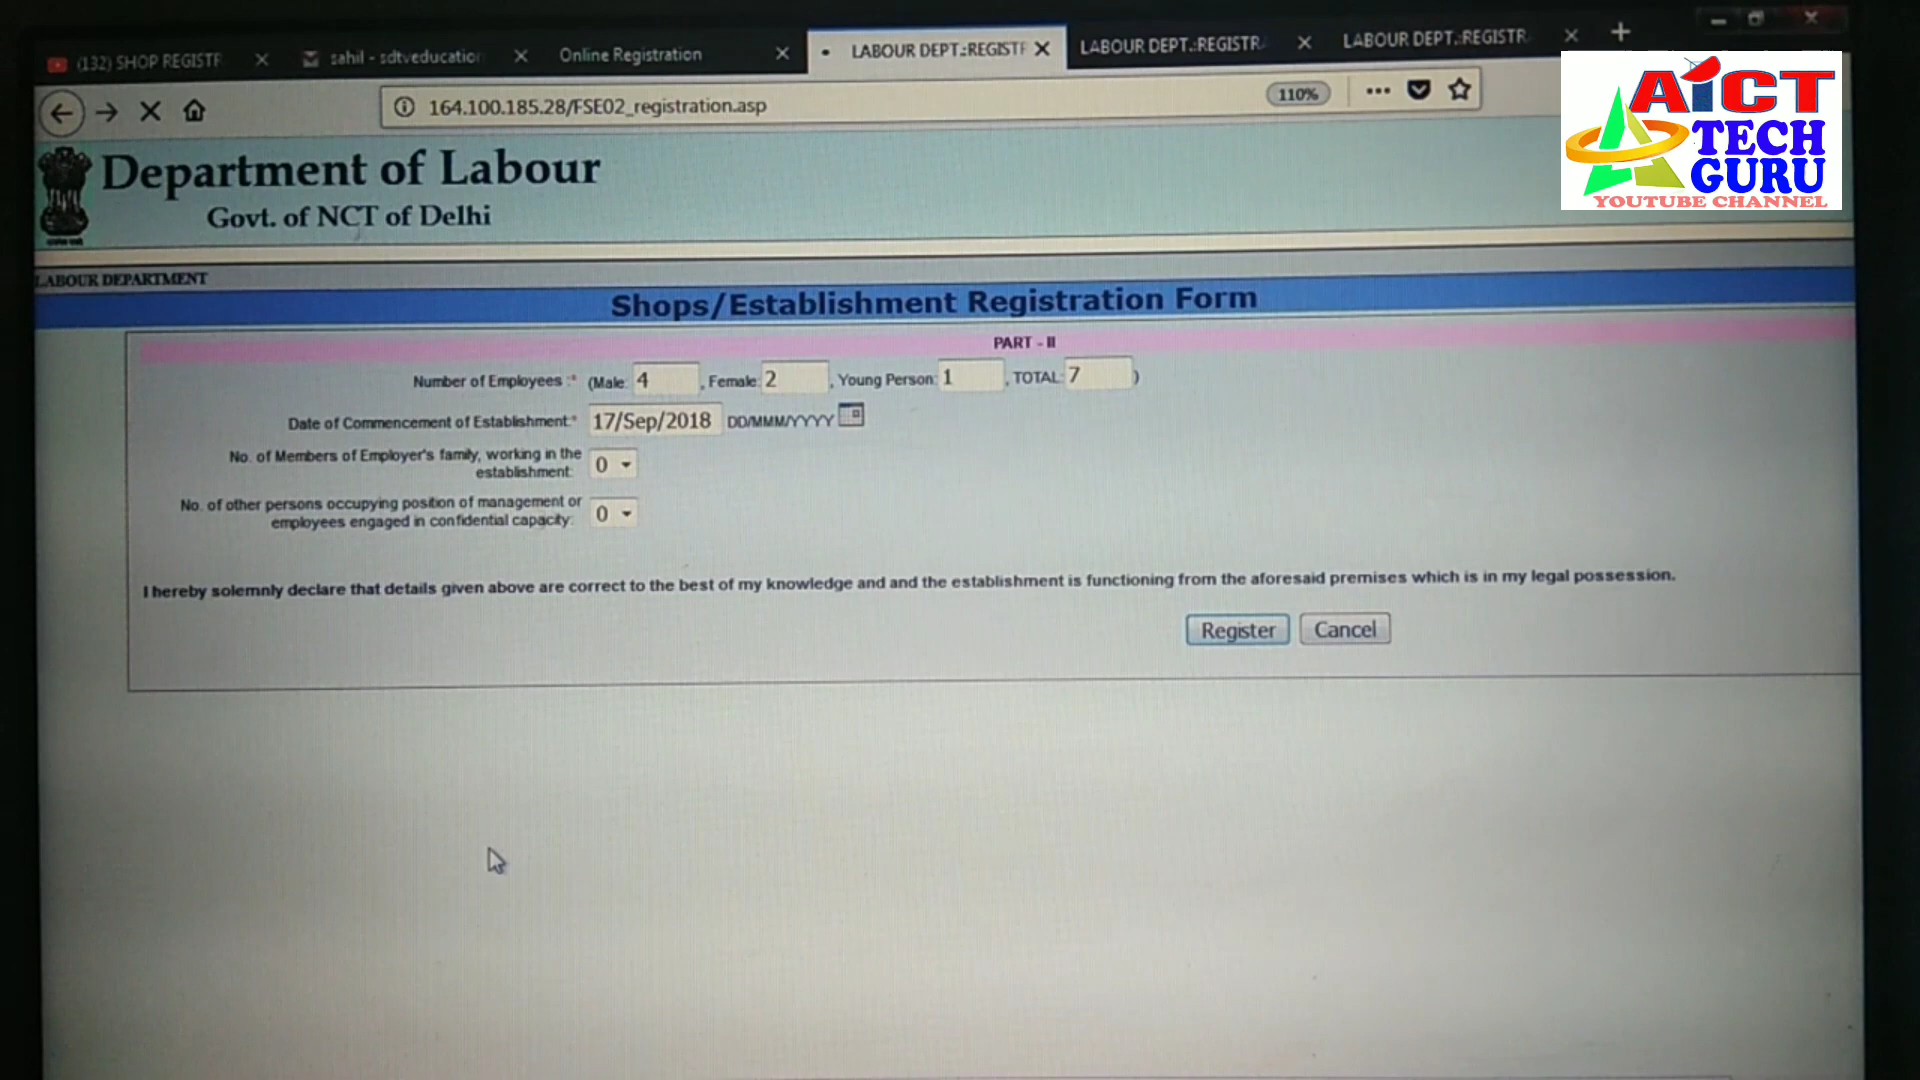 (132) SHOP REGISTR
sahil - sdtveducation
Online Registration
LABOUR DEPT.:REGISTR
LABOUR DEPT.:REGISTR
LABOUR DEPT.:REGISTR
164.100.185.28/FSE02_registration.asp
110%
AICT
TECH
GURU
YOUTUBE CHANNEL
Department of Labour
Govt. of NCT of Delhi
LABOUR DEPARTMENT
Shops/Establishment Registration Form
PART - II
Number of Employees :* (Male: 4 , Female: 2 , Young Person: 1 , TOTAL: 7 )
Date of Commencement of Establishment:* 17/Sep/2018 DD/MMM/YYYY
No. of Members of Employer's family, working in the
establishment: 0
No. of other persons occupying position of management or
employees engaged in confidential capacity: 0
I hereby solemnly declare that details given above are correct to the best of my knowledge and and the establishment is functioning from the aforesaid premises which is in my legal possession.
Register Cancel